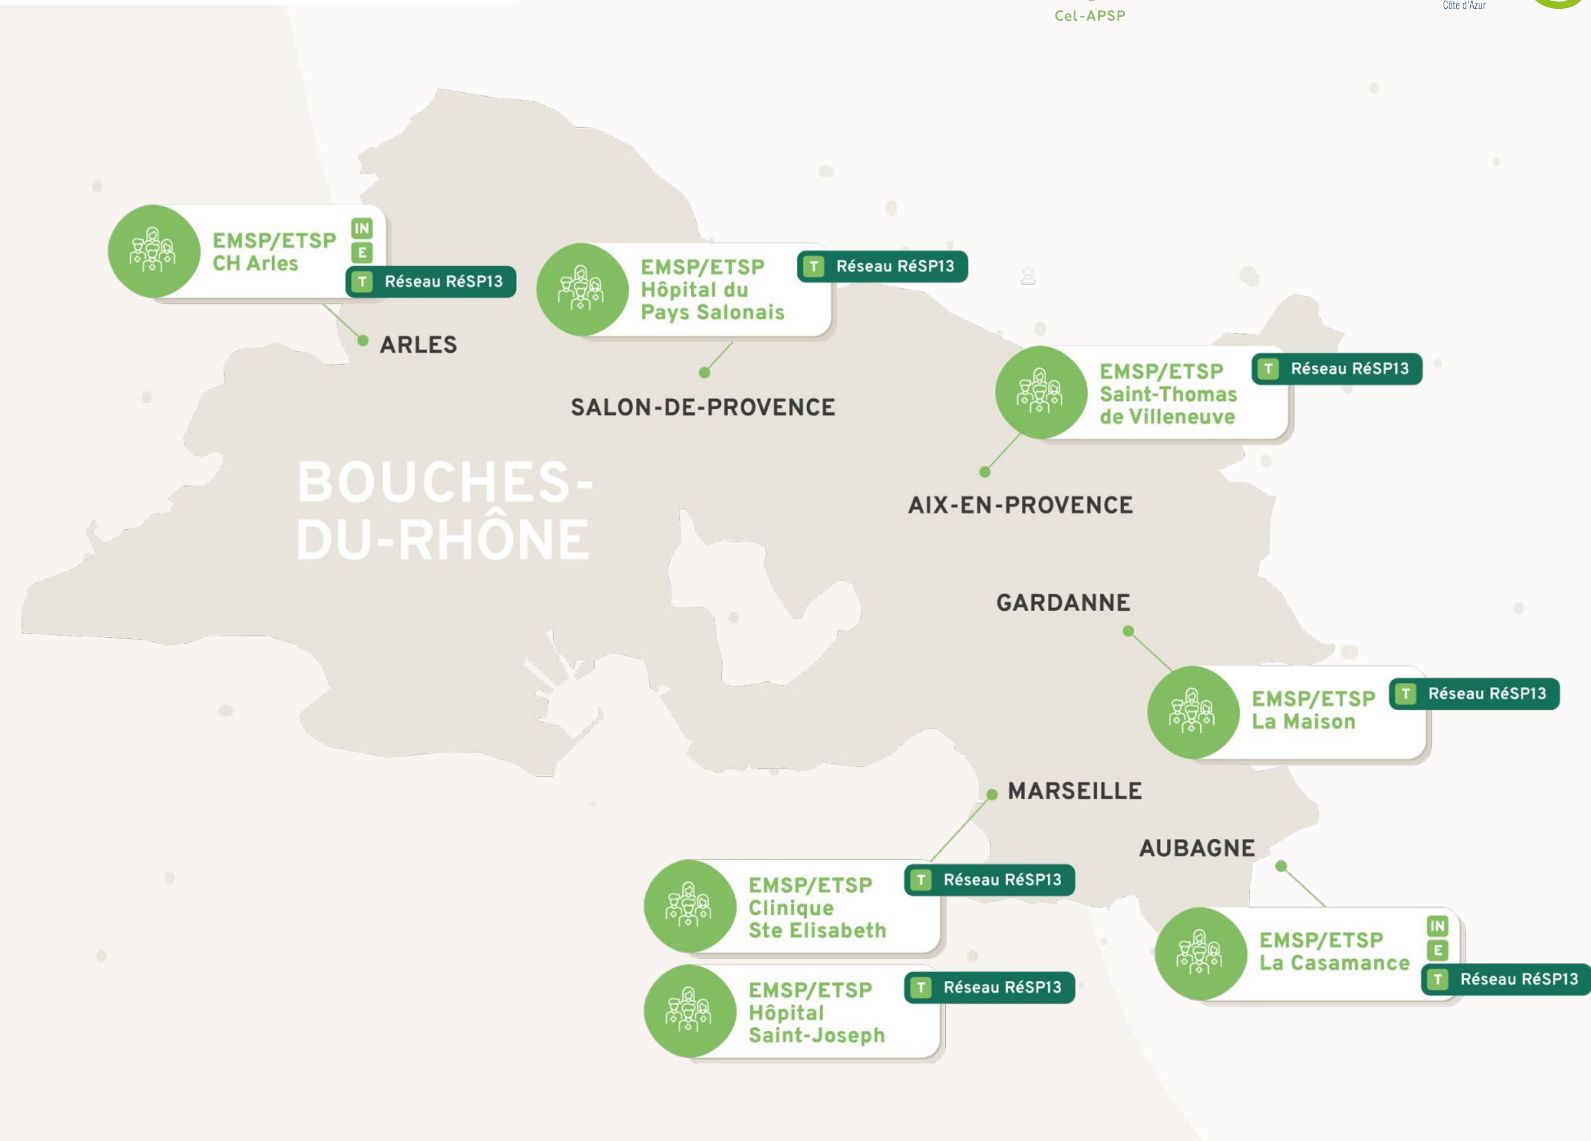 Cel-APSP
Côte d'Azur
EMSP/ETSP
CH Arles
IN
E
T Réseau RéSP13
ARLES
EMSP/ETSP
Hôpital du
Pays Salonais
T Réseau RéSP13
SALON-DE-PROVENCE
EMSP/ETSP
Saint-Thomas
de Villeneuve
T Réseau RéSP13
AIX-EN-PROVENCE
BOUCHES-
DU-RHÔNE
GARDANNE
EMSP/ETSP
La Maison
T Réseau RéSP13
MARSEILLE
EMSP/ETSP
Clinique
Ste Elisabeth
T Réseau RéSP13
EMSP/ETSP
Hôpital
Saint-Joseph
T Réseau RéSP13
AUBAGNE
EMSP/ETSP
La Casamance
IN
E
T Réseau RéSP13